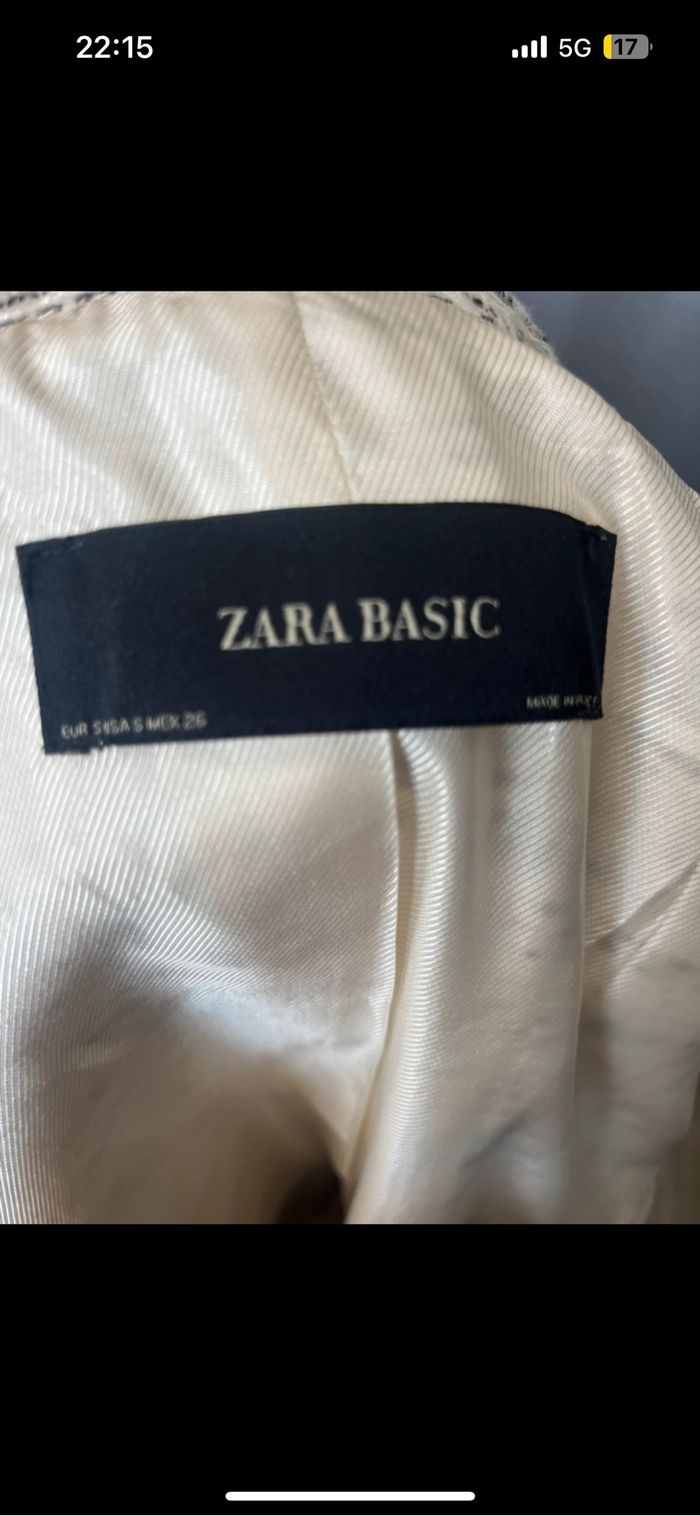 22:15 5G 17
ZARA BASIC
EUR S USA S MEX 26
MADE IN